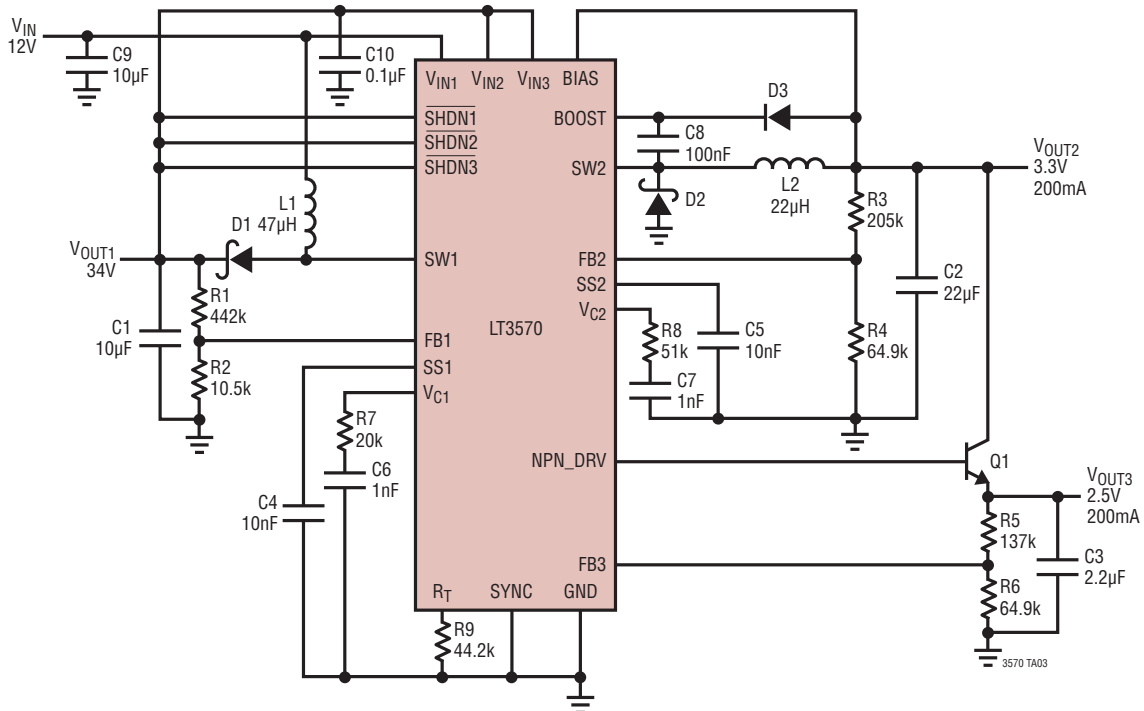 VIN
12V
C9
10µF
C10
0.1µF
VIN1 VIN2 VIN3 BIAS
SHDN1
SHDN2
SHDN3
BOOST
SW2
D3
C8
100nF
D2
L2
22µH
VOUT2
3.3V
200mA
R3
205k
L1
47µH
D1
VOUT1
34V
SW1
FB2
SS2
VC2
R1
442k
C1
10µF
R2
10.5k
LT3570
FB1
SS1
VC1
R8
51k
C5
10nF
C7
1nF
R4
64.9k
C2
22µF
R7
20k
C6
1nF
C4
10nF
NPN_DRV
Q1
VOUT3
2.5V
200mA
R5
137k
FB3
C3
2.2µF
R6
64.9k
RT SYNC GND
R9
44.2k
3570 TA03